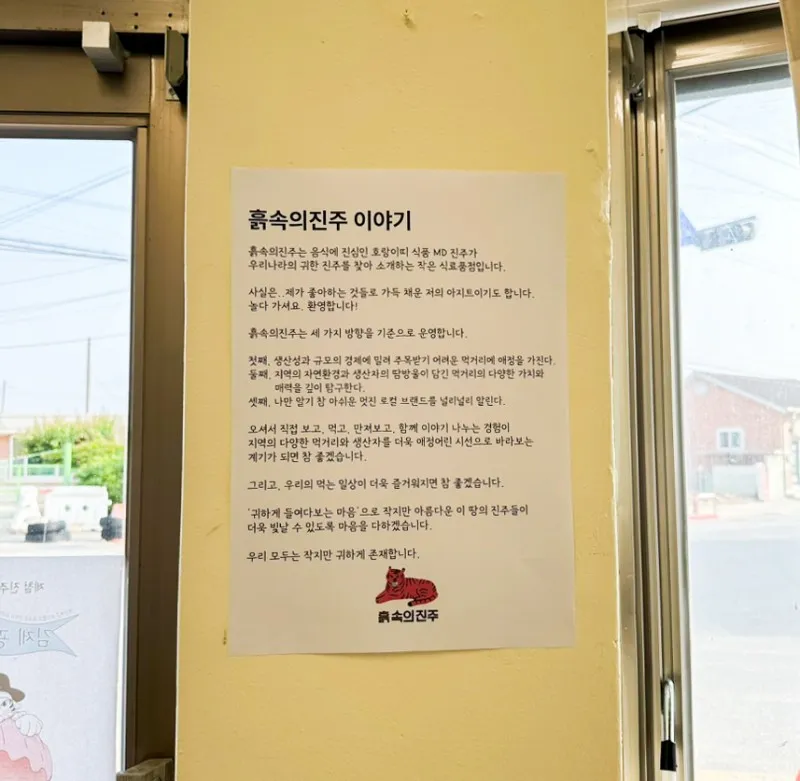 흙속의진주 이야기
흙속의진주는 음식에 진심인 호랑이띠 식품 MD 진주가
우리나라의 귀한 진주를 찾아 소개하는 작은 식료품점입니다.
사실은..제가 좋아하는 것들로 가득 채운 저의 아지트이기도 합니다.
놀다 가셔요. 환영합니다!
흙속의진주는 세 가지 방향을 기준으로 운영합니다.
첫째, 생산성과 규모의 경제에 밀려 주목받기 어려운 먹거리에 애정을 가진다.
둘째, 지역의 자연환경과 생산자의 땀방울이 담긴 먹거리의 다양한 가치와
매력을 깊이 탐구한다.
셋째, 나만 알기 참 아쉬운 멋진 로컬 브랜드를 널리널리 알린다.
오셔서 직접 보고, 먹고, 만져보고, 함께 이야기 나누는 경험이
지역의 다양한 먹거리와 생산자를 더욱 애정어린 시선으로 바라보는
계기가 되면 참 좋겠습니다.
그리고, 우리의 먹는 일상이 더욱 즐거워지면 참 좋겠습니다.
'귀하게 들여다보는 마음'으로 작지만 아름다운 이 땅의 진주들이
더욱 빛날 수 있도록 마음을 다하겠습니다.
우리 모두는 작지만 귀하게 존재합니다.
흙속의진주